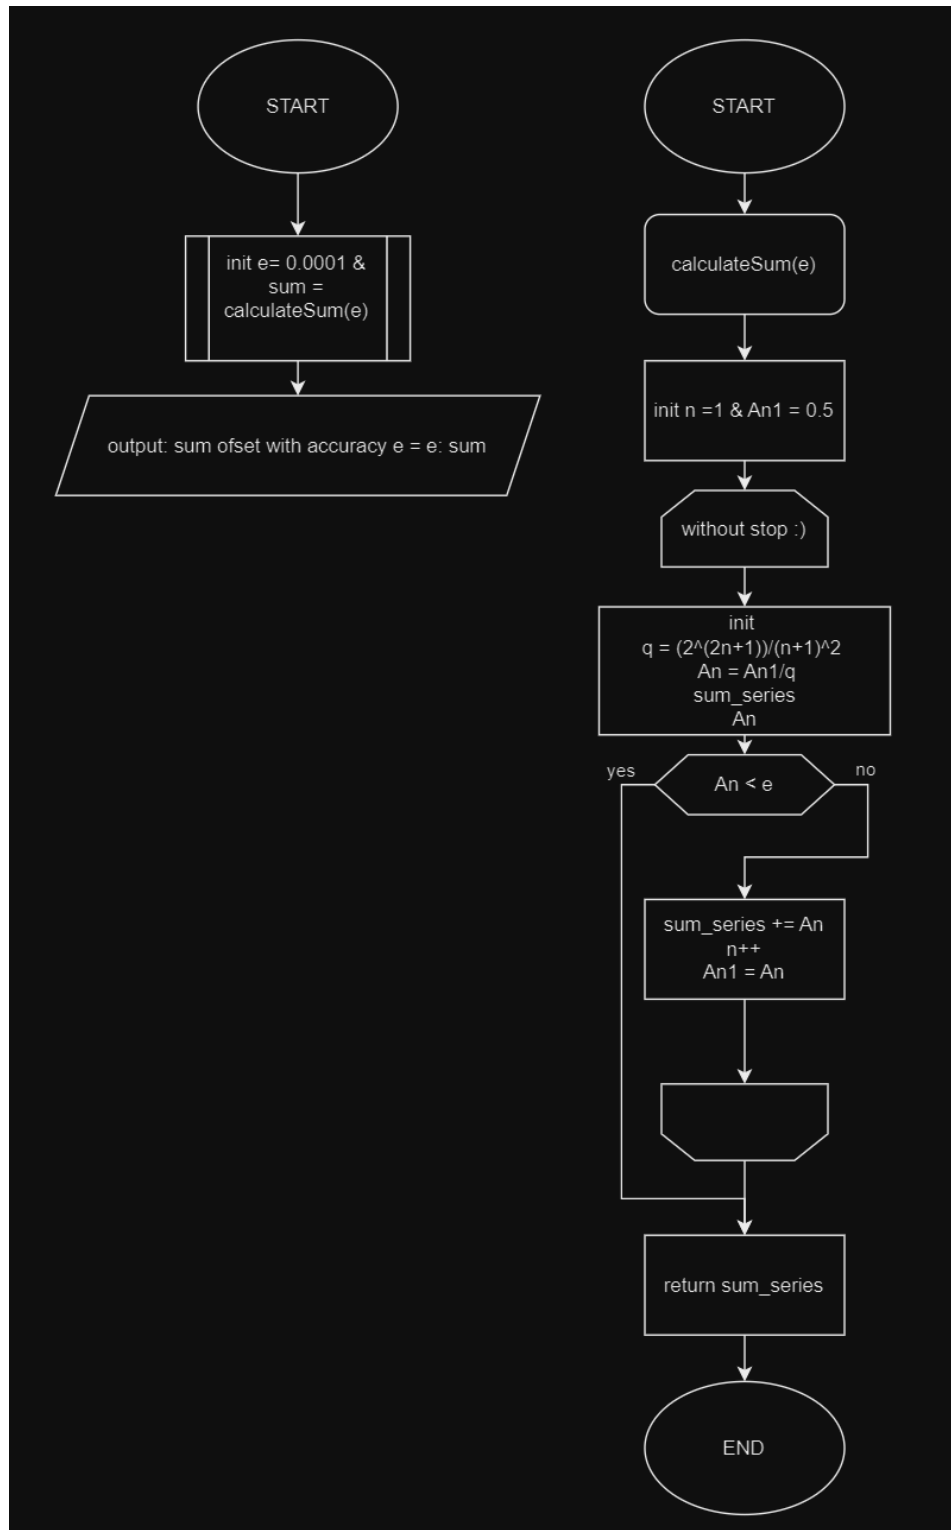 START
init e= 0.0001 &
sum =
calculateSum(e)
output: sum ofset with accuracy e = e: sum
START
calculateSum(e)
init n =1 & An1 = 0.5
without stop :)
init
q = (2^(2n+1))/(n+1)^2
An = An1/q
sum_series
An
yes
An < e
no
sum_series += An
n++
An1 = An
return sum_series
END